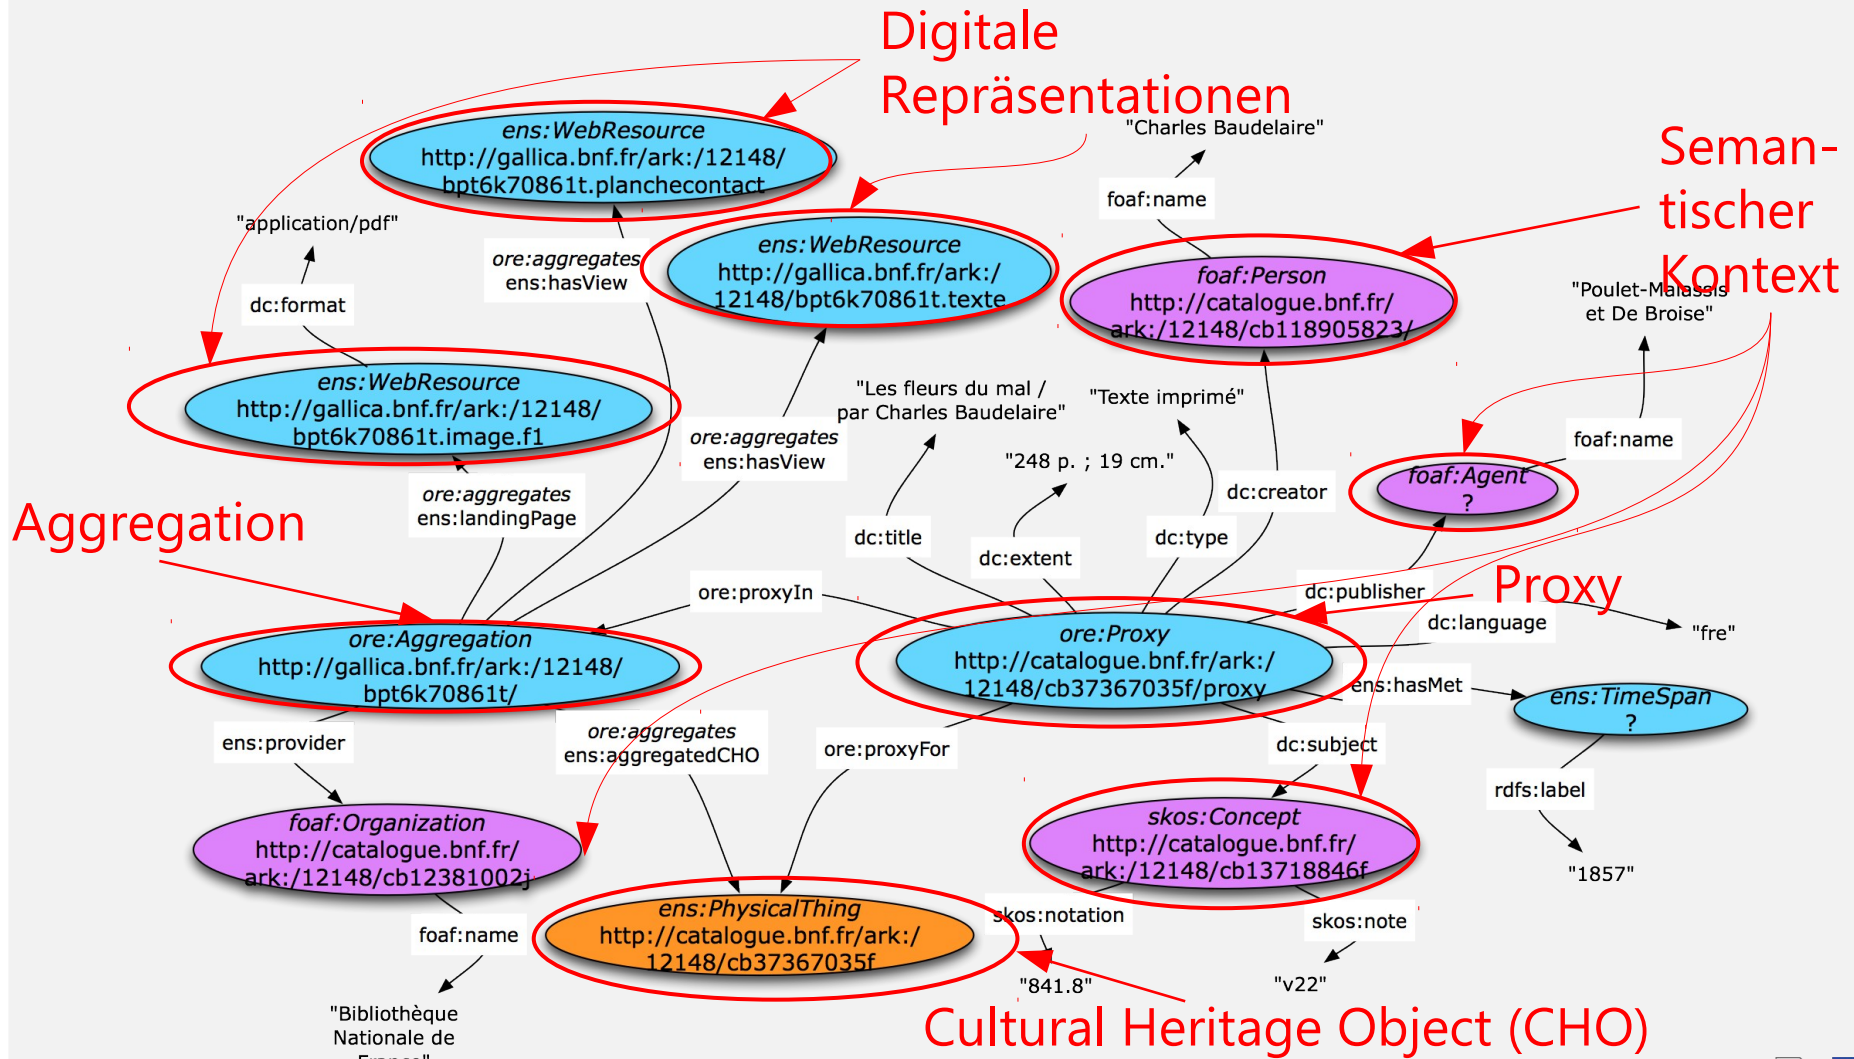 Digitale
Repräsentationen
ens:WebResource
http://gallica.bnf.fr/ark:/12148/
bpt6k70861t.planchecontact
"Charles Baudelaire"
Seman-
tischer
Kontext
foaf:name
"application/pdf"
ore:aggregates
ens:hasView
ens:WebResource
http://gallica.bnf.fr/ark:/
12148/bpt6k70861t.texte
foaf:Person
http://catalogue.bnf.fr/
ark:/12148/cb118905823/
"Poulet-Malassis
et De Broise"
dc:format
ens:WebResource
http://gallica.bnf.fr/ark:/12148/
bpt6k70861t.image.f1
"Les fleurs du mal /
par Charles Baudelaire"
"Texte imprimé"
ore:aggregates
ens:hasView
"248 p. ; 19 cm."
foaf:name
foaf:Agent
?
ore:aggregates
ens:landingPage
dc:creator
Aggregation
dc:title
dc:extent
dc:type
ore:proxyIn
dc:publisher
Proxy
dc:language
"fre"
ore:Aggregation
http://gallica.bnf.fr/ark:/12148/
bpt6k70861t/
ore:Proxy
http://catalogue.bnf.fr/ark:/
12148/cb37367035f/proxy
ens:hasMet
ens:TimeSpan
?
ens:provider
ore:aggregates
ens:aggregatedCHO
ore:proxyFor
dc:subject
rdfs:label
foaf:Organization
http://catalogue.bnf.fr/
ark:/12148/cb12381002j
skos:Concept
http://catalogue.bnf.fr/
ark:/12148/cb13718846f
"1857"
foaf:name
ens:PhysicalThing
http://catalogue.bnf.fr/ark:/
12148/cb37367035f
skos:notation
skos:note
"841.8"
"v22"
"Bibliothèque
Nationale de
France"
Cultural Heritage Object (CHO)